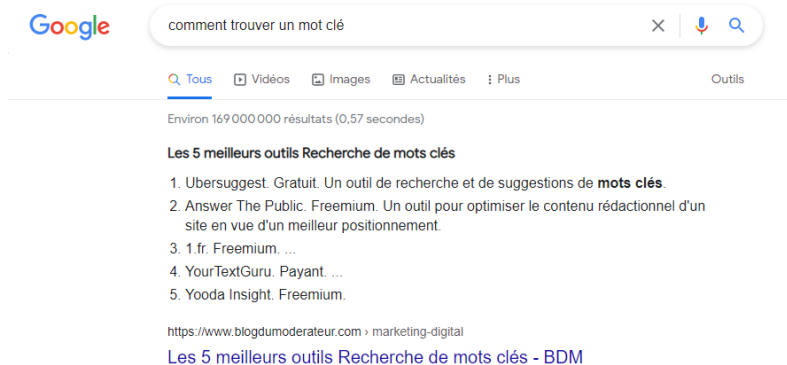 Google
comment trouver un mot clé
Tous Vidéos Images Actualités Plus Outils
Environ 169 000 000 résultats (0,57 secondes)
Les 5 meilleurs outils Recherche de mots clés
1. Ubersuggest. Gratuit. Un outil de recherche et de suggestions de mots clés.
2. Answer The Public. Freemium. Un outil pour optimiser le contenu rédactionnel d'un
site en vue d'un meilleur positionnement.
3. 1.fr. Freemium. ...
4. YourTextGuru. Payant. ...
5. Yooda Insight. Freemium.
https://www.blogdumoderateur.com › marketing-digital
Les 5 meilleurs outils Recherche de mots clés - BDM